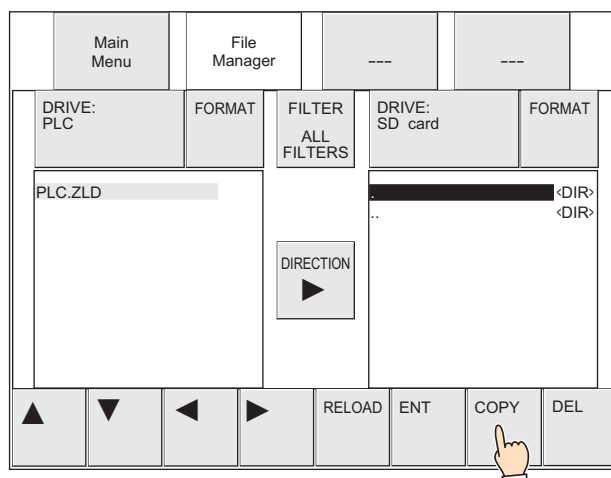 Main
Menu
File
Manager
---
---
DRIVE:
PLC
FORMAT
FILTER
ALL
FILTERS
DRIVE:
SD card
FORMAT
PLC.ZLD
. <DIR>
.. <DIR>
DIRECTION
RELOAD
ENT
COPY
DEL